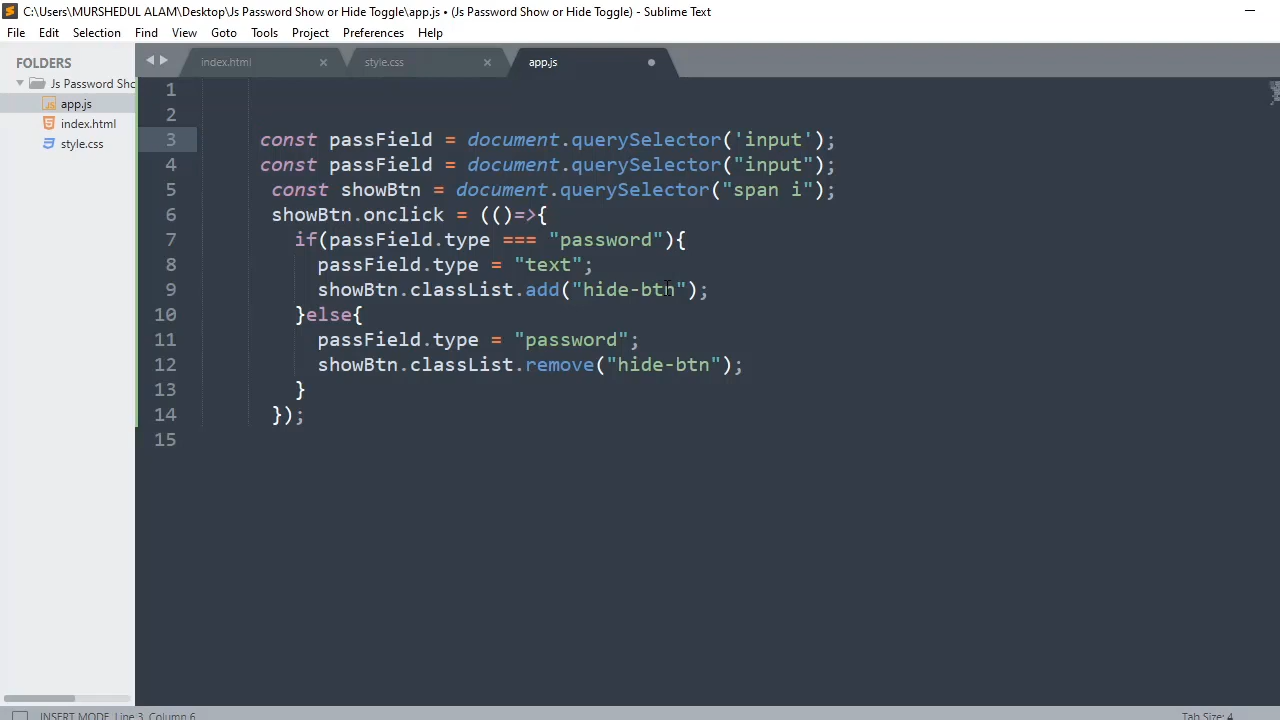 C:\Users\MURSHEDUL ALAM\Desktop\Js Password Show or Hide Toggle\app.js • (Js Password Show or Hide Toggle) - Sublime Text
File Edit Selection Find View Goto Tools Project Preferences Help
FOLDERS
Js Password Sho
app.js
index.html
style.css
index.html style.css app.js
1
2
3 const passField = document.querySelector('input');
4 const passField = document.querySelector("input");
5 const showBtn = document.querySelector("span i");
6 showBtn.onclick = (()=>{
7 if(passField.type === "password"){
8 passField.type = "text";
9 showBtn.classList.add("hide-btn");
10 }else{
11 passField.type = "password";
12 showBtn.classList.remove("hide-btn");
13 }
14 });
15
INSERT MODE, Line 3, Column 6 Tab Size: 4